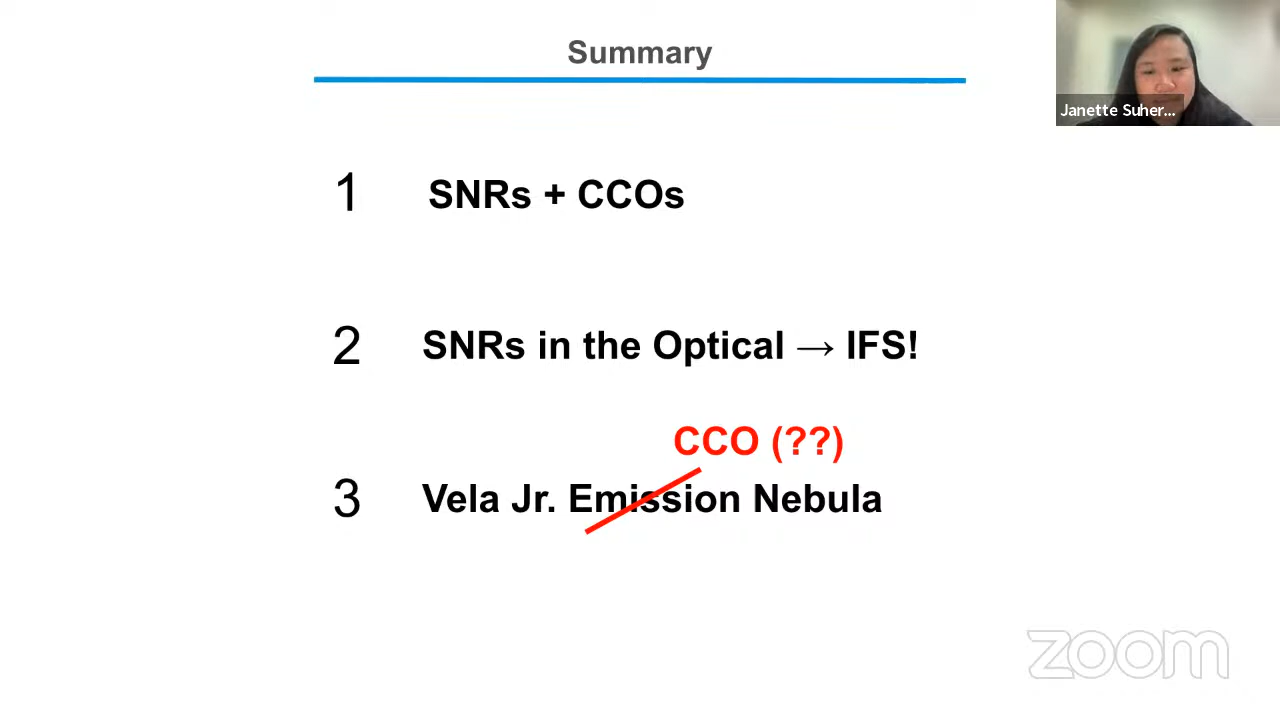 Summary
Janette Suher...
1 SNRs + CCOs
2 SNRs in the Optical → IFS!
CCO (??)
3 Vela Jr. Emission Nebula
zoom